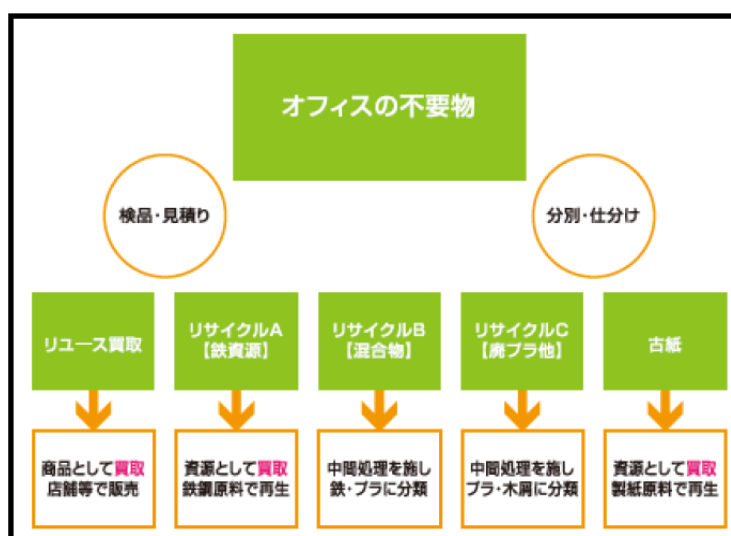 オフィスの不要物
検品・見積り
分別・仕分け
リユース買取
リサイクルA
【鉄資源】
リサイクルB
【混合物】
リサイクルC
【廃プラ他】
古紙
商品として買取
店舗等で販売
資源として買取
鉄鋼原料で再生
中間処理を施し
鉄・プラに分類
中間処理を施し
プラ・木屑に分類
資源として買取
製紙原料で再生